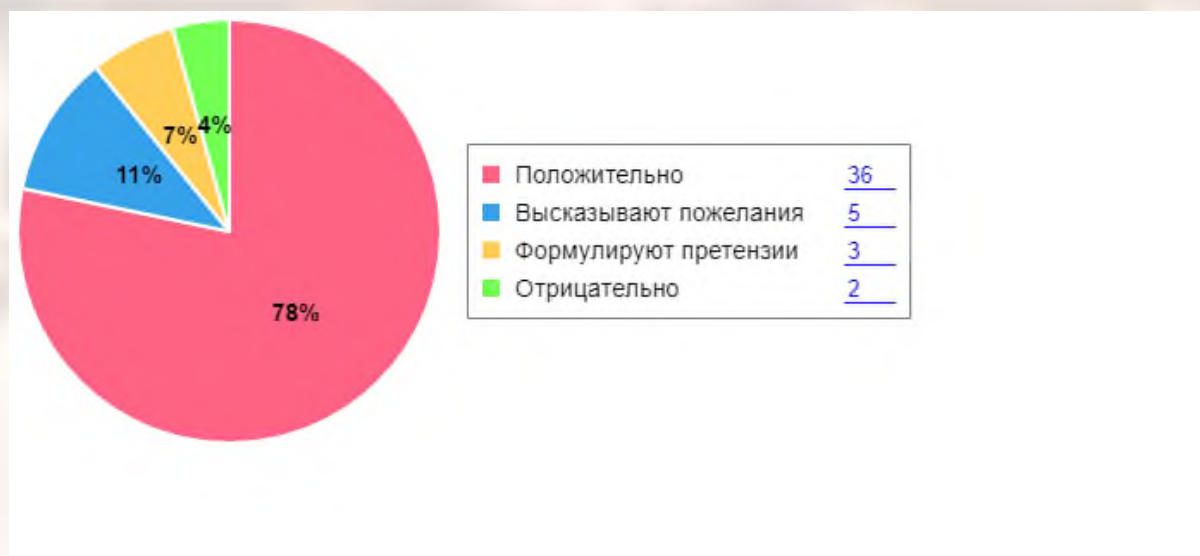 4%
7%
11%
78%
Положительно 36
Высказывают пожелания 5
Формулируют претензии 3
Отрицательно 2